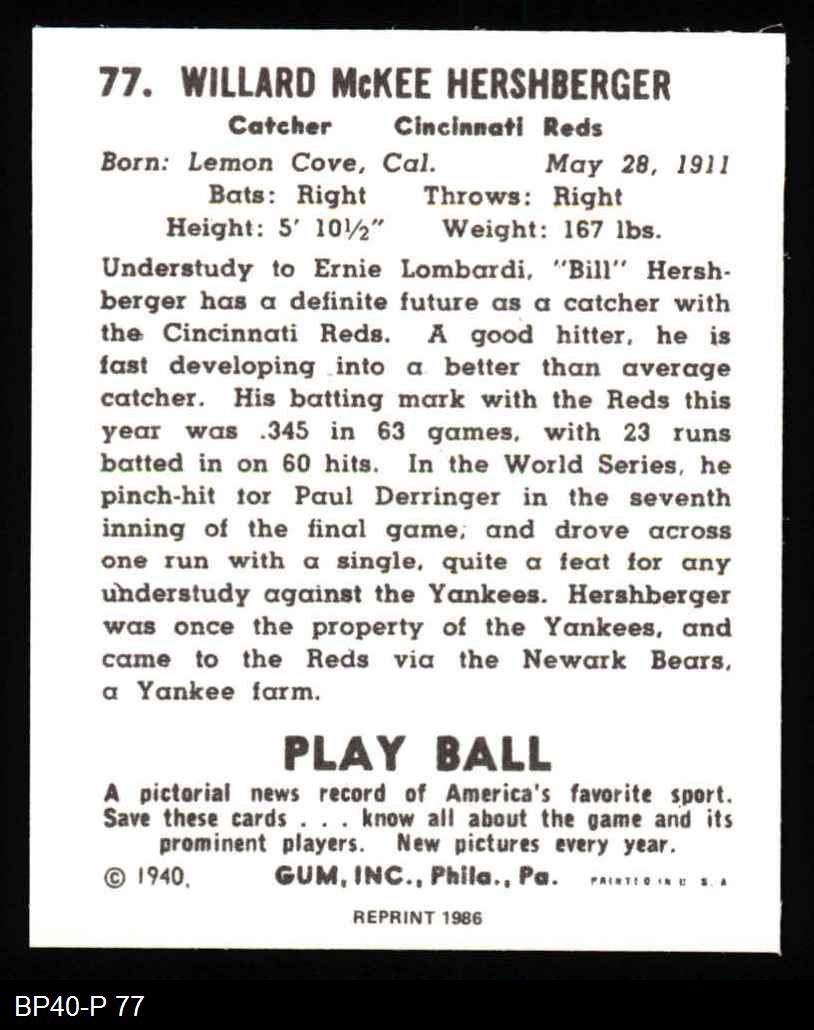 77. WILLARD McKEE HERSHBERGER
Catcher Cincinnati Reds
Born: Lemon Cove, Cal. May 28, 1911
Bats: Right Throws: Right
Height: 5' 10½" Weight: 167 lbs.
Understudy to Ernie Lombardi, "Bill" Hersh-
berger has a definite future as a catcher with
the Cincinnati Reds. A good hitter, he is
fast developing into a better than average
catcher. His batting mark with the Reds this
year was .345 in 63 games, with 23 runs
batted in on 60 hits. In the World Series, he
pinch-hit for Paul Derringer in the seventh
inning of the final game, and drove across
one run with a single, quite a feat for any
understudy against the Yankees. Hershberger
was once the property of the Yankees, and
came to the Reds via the Newark Bears,
a Yankee farm.
PLAY BALL
A pictorial news record of America's favorite sport.
Save these cards . . . know all about the game and its
prominent players. New pictures every year.
© 1940, GUM, INC., Phila., Pa. PRINTED IN U. S. A
REPRINT 1986
BP40-P 77